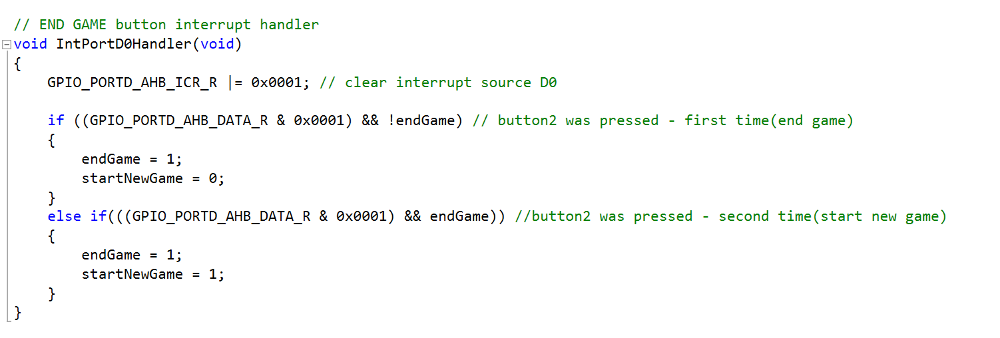 // END GAME button interrupt handler
void IntPortD0Handler(void)
{
    GPIO_PORTD_AHB_ICR_R |= 0x0001; // clear interrupt source D0

    if ((GPIO_PORTD_AHB_DATA_R & 0x0001) && !endGame) // button2 was pressed - first time(end game)
    {
        endGame = 1;
        startNewGame = 0;
    }
    else if(((GPIO_PORTD_AHB_DATA_R & 0x0001) && endGame)) //button2 was pressed - second time(start new game)
    {
        endGame = 1;
        startNewGame = 1;
    }
}